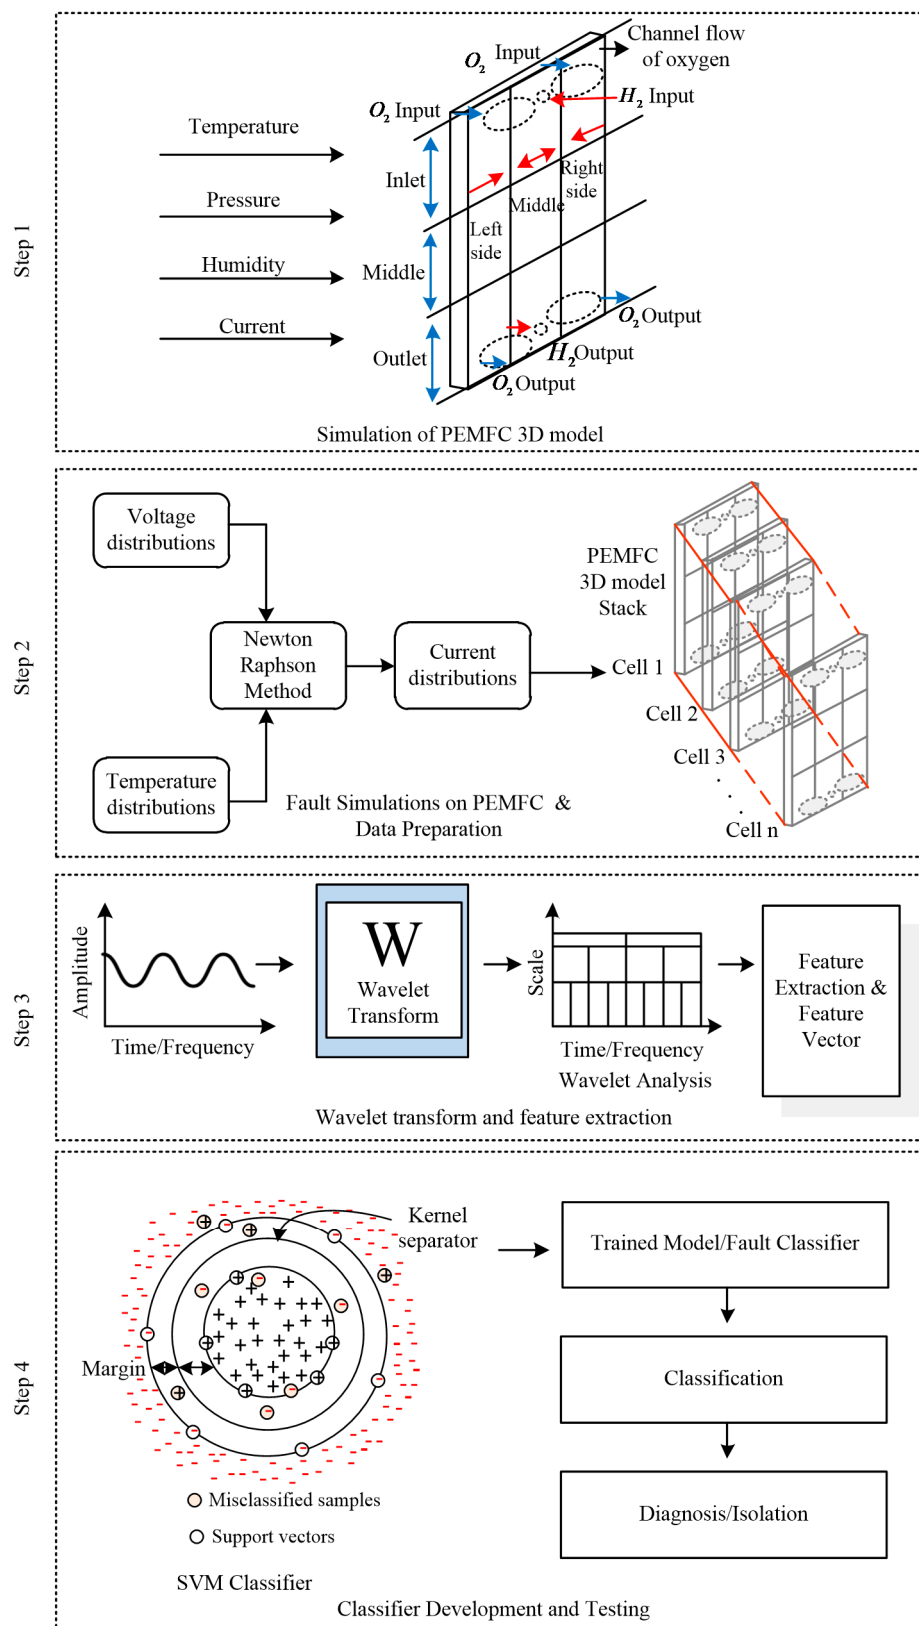 Step 1
Temperature
Pressure
Humidity
Current
O2 Input
O2 Input
Channel flow
of oxygen
H2 Input
Inlet
Middle
Outlet
Left
side
Middle
Right
side
O2 Output
H2 Output
O2 Output
Simulation of PEMFC 3D model
Step 2
Voltage
distributions
Newton
Raphson
Method
Current
distributions
Temperature
distributions
PEMFC
3D model
Stack
Cell 1
Cell 2
Cell 3
Cell n
Fault Simulations on PEMFC &
Data Preparation
Step 3
Amplitude
Time/Frequency
W
Wavelet
Transform
Scale
Time/Frequency
Wavelet Analysis
Feature
Extraction &
Feature
Vector
Wavelet transform and feature extraction
Step 4
Kernel
separator
Margin
Misclassified samples
Support vectors
SVM Classifier
Trained Model/Fault Classifier
Classification
Diagnosis/Isolation
Classifier Development and Testing